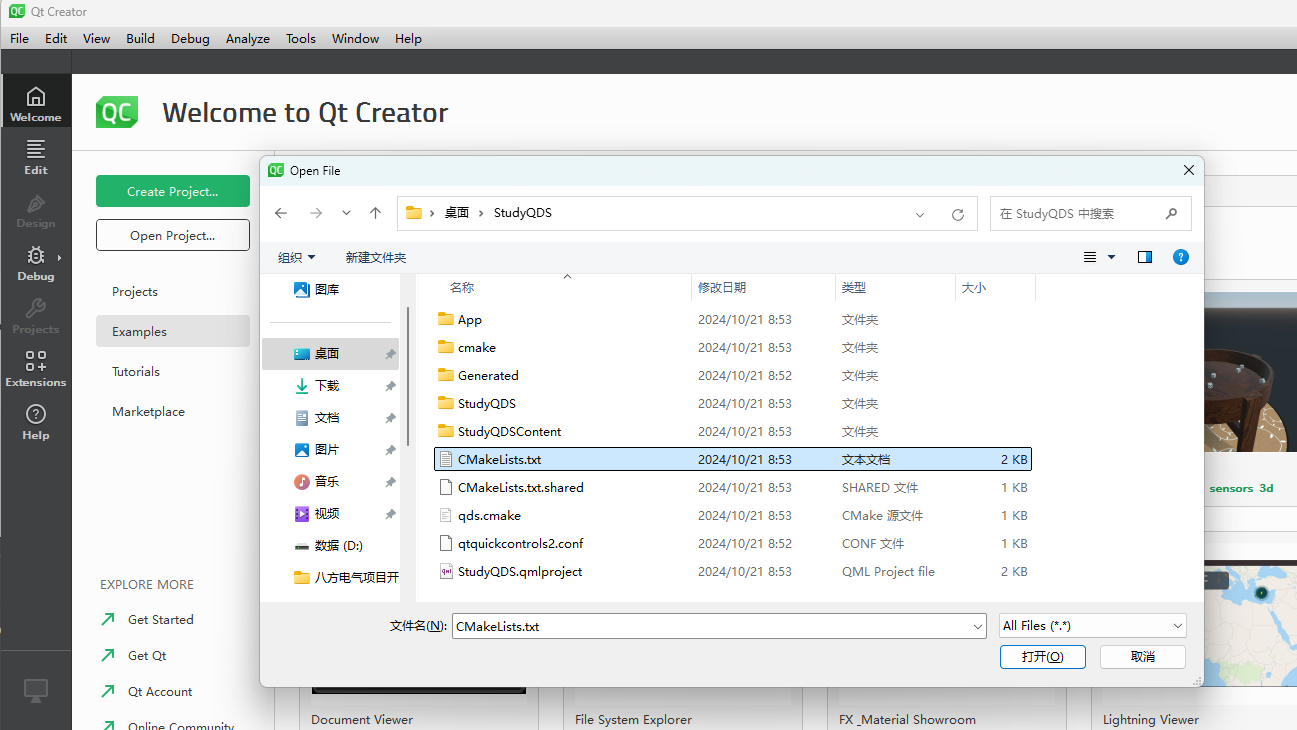 QC Qt Creator
File Edit View Build Debug Analyze Tools Window Help
Welcome
Edit
Design
Debug
Projects
Extensions
Help
QC Welcome to Qt Creator
Create Project...
Open Project...
Projects
Examples
Tutorials
Marketplace
EXPLORE MORE
Get Started
Get Qt
Qt Account
Online Community
QC Open File
桌面 StudyQDS
在 StudyQDS 中搜索
组织 新建文件夹
图库
桌面
下载
文档
图片
音乐
视频
数据 (D:)
八方电气项目开
名称 修改日期 类型 大小
App 2024/10/21 8:53 文件夹
cmake 2024/10/21 8:53 文件夹
Generated 2024/10/21 8:52 文件夹
StudyQDS 2024/10/21 8:53 文件夹
StudyQDSContent 2024/10/21 8:53 文件夹
CMakeLists.txt 2024/10/21 8:53 文本文档 2 KB
CMakeLists.txt.shared 2024/10/21 8:53 SHARED 文件 1 KB
qds.cmake 2024/10/21 8:53 CMake 源文件 1 KB
qtquickcontrols2.conf 2024/10/21 8:52 CONF 文件 1 KB
StudyQDS.qmlproject 2024/10/21 8:53 QML Project file 2 KB
文件名(N): CMakeLists.txt All Files (*.*)
打开(O) 取消
sensors 3d
Document Viewer
File System Explorer
FX _Material Showroom
Lightning Viewer